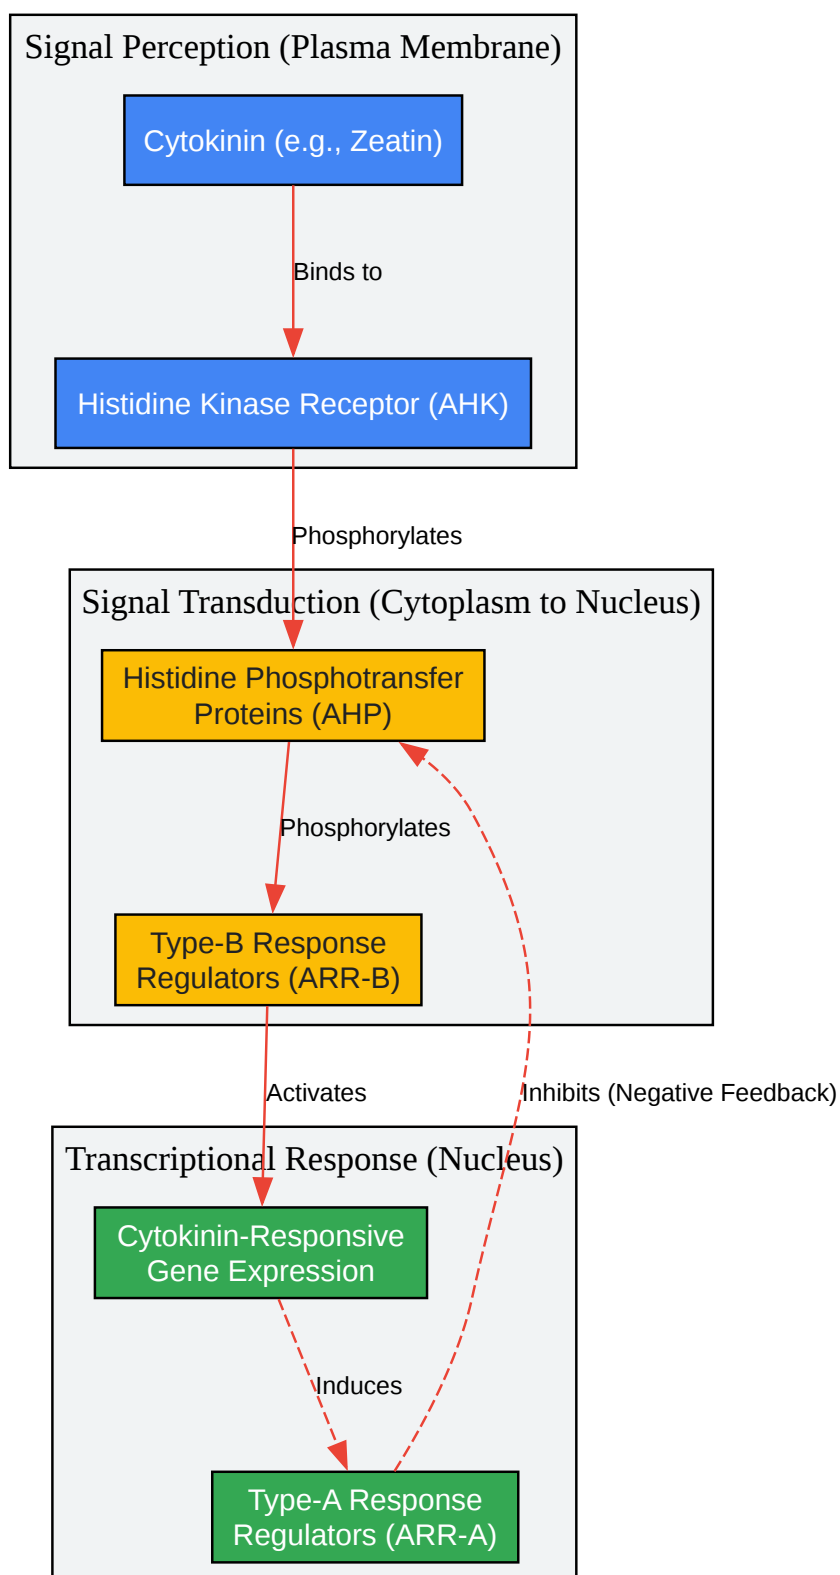 Signal Perception (Plasma Membrane)
Cytokinin (e.g., Zeatin)
Binds to
Histidine Kinase Receptor (AHK)
Phosphorylates
Signal Transduction (Cytoplasm to Nucleus)
Histidine Phosphotransfer
Proteins (AHP)
Phosphorylates
Type-B Response
Regulators (ARR-B)
Activates
Inhibits (Negative Feedback)
Transcriptional Response (Nucleus)
Cytokinin-Responsive
Gene Expression
Induces
Type-A Response
Regulators (ARR-A)